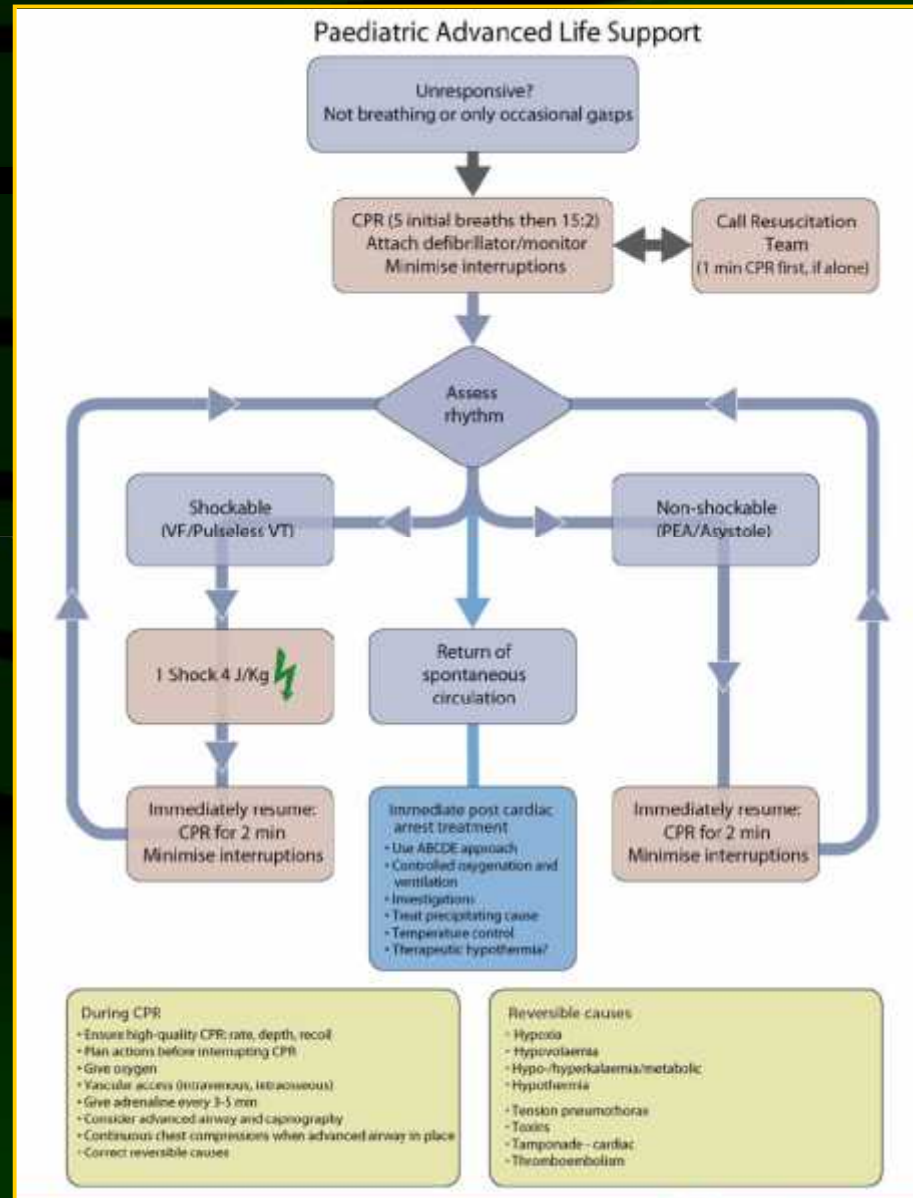 Paediatric Advanced Life Support
Unresponsive?
Not breathing or only occasional gasps
CPR (5 initial breaths then 15:2)
Attach defibrillator/monitor
Minimise interruptions
Call Resuscitation
Team
(1 min CPR first, if alone)
Assess
rhythm
Shockable
(VF/Pulseless VT)
Non-shockable
(PEA/Asystole)
1 Shock 4 J/Kg
Return of
spontaneous
circulation
Immediately resume:
CPR for 2 min
Minimise interruptions
Immediate post cardiac
arrest treatment
• Use ABCDE approach
• Controlled oxygenation and
ventilation
• Investigations
• Treat precipitating cause
• Temperature control
• Therapeutic hypothermia?
Immediately resume:
CPR for 2 min
Minimise interruptions
During CPR
• Ensure high-quality CPR: rate, depth, recoil
• Plan actions before interrupting CPR
• Give oxygen
• Vascular access (intravenous, intraosseous)
• Give adrenaline every 3-5 min
• Consider advanced airway and capnography
• Continuous chest compressions when advanced airway in place
• Correct reversible causes
Reversible causes
• Hypoxia
• Hypovolaemia
• Hypo-/hyperkalaemia/metabolic
• Hypothermia
• Tension pneumothorax
• Toxins
• Tamponade - cardiac
• Thromboembolism